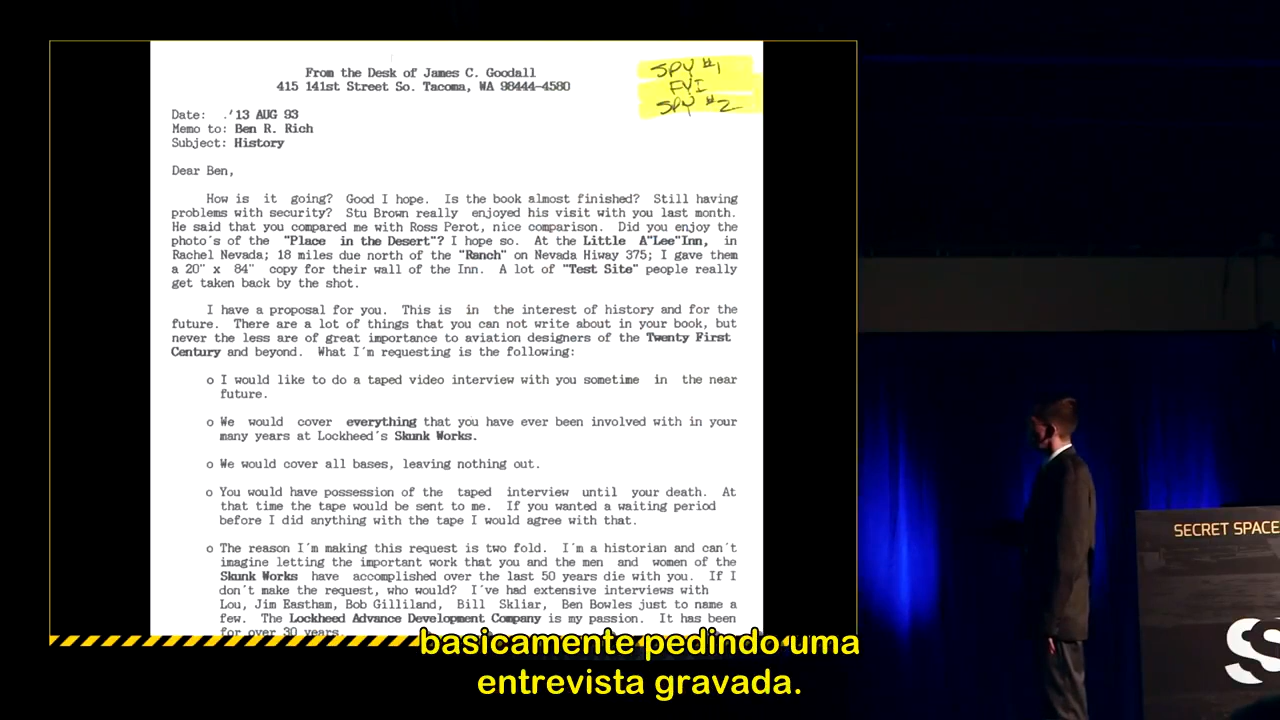 From the Desk of James C. Goodall
415 141st Street So. Tacoma, WA 98444-4580
SPY #1
FYI
SPY #2
Date: .'13 AUG 93
Memo to: Ben R. Rich
Subject: History
Dear Ben,
How is it going? Good I hope. Is the book almost finished? Still having
problems with security? Stu Brown really enjoyed his visit with you last month.
He said that you compared me with Ross Perot, nice comparison. Did you enjoy the
photo's of the "Place in the Desert"? I hope so. At the Little A"Lee"Inn, in
Rachel Nevada; 18 miles due north of the "Ranch" on Nevada Hiway 375; I gave them
a 20" x 84" copy for their wall of the Inn. A lot of "Test Site" people really
get taken back by the shot.
I have a proposal for you. This is in the interest of history and for the
future. There are a lot of things that you can not write about in your book, but
never the less are of great importance to aviation designers of the Twenty First
Century and beyond. What I'm requesting is the following:
o I would like to do a taped video interview with you sometime in the near
future.
o We would cover everything that you have ever been involved with in your
many years at Lockheed's Skunk Works.
o We would cover all bases, leaving nothing out.
o You would have possession of the taped interview until your death. At
that time the tape would be sent to me. If you wanted a waiting period
before I did anything with the tape I would agree with that.
o The reason I'm making this request is two fold. I'm a historian and can't
imagine letting the important work that you and the men and women of the
Skunk Works have accomplished over the last 50 years die with you. If I
don't make the request, who would? I've had extensive interviews with
Lou, Jim Eastham, Bob Gilliland, Bill Skliar, Ben Bowles just to name a
few. The Lockheed Advance Development Company is my passion. It has been
for over 30 years.
SECRET SPACE
basicamente pedindo uma
entrevista gravada.